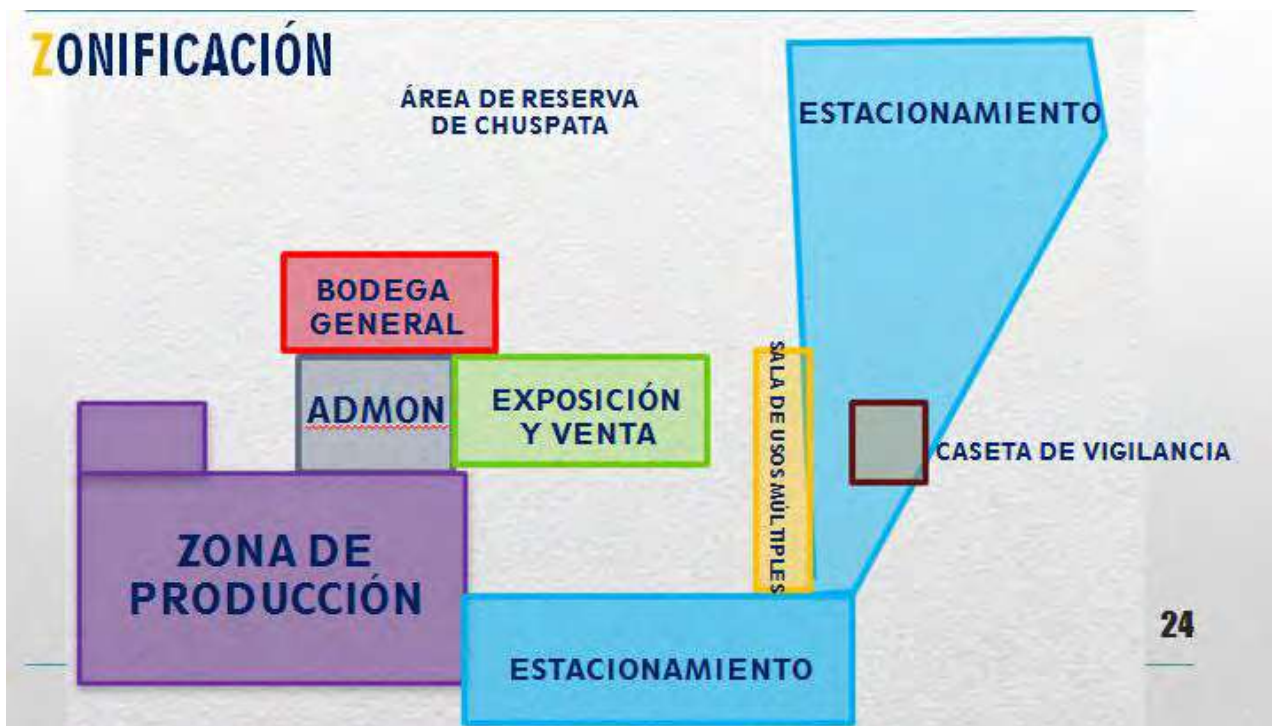 ZONIFICACIÓN
ÁREA DE RESERVA
DE CHUSPATA
ESTACIONAMIENTO
BODEGA
GENERAL
ADMON
EXPOSICIÓN
Y VENTA
SALA DE USOS MÚLTIPLES
CASETA DE VIGILANCIA
ZONA DE
PRODUCCIÓN
ESTACIONAMIENTO
24